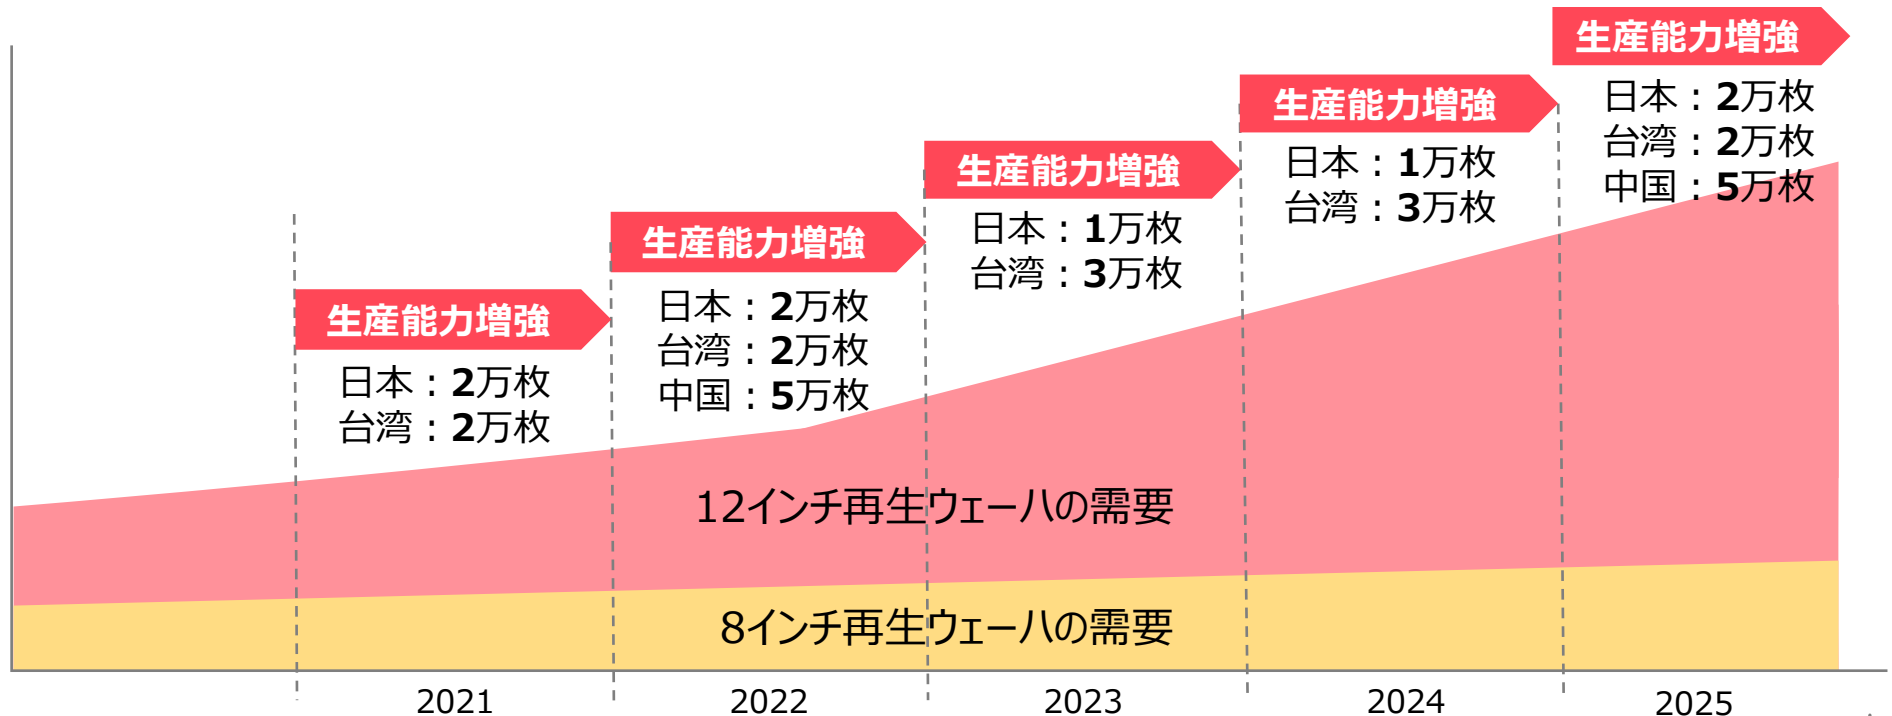 生産能力増強
日本：2万枚
台湾：2万枚
生産能力増強
日本：2万枚
台湾：2万枚
中国：5万枚
生産能力増強
日本：1万枚
台湾：3万枚
生産能力増強
日本：1万枚
台湾：3万枚
生産能力増強
日本：2万枚
台湾：2万枚
中国：5万枚
12インチ再生ウェーハの需要
8インチ再生ウェーハの需要
2021
2022
2023
2024
2025